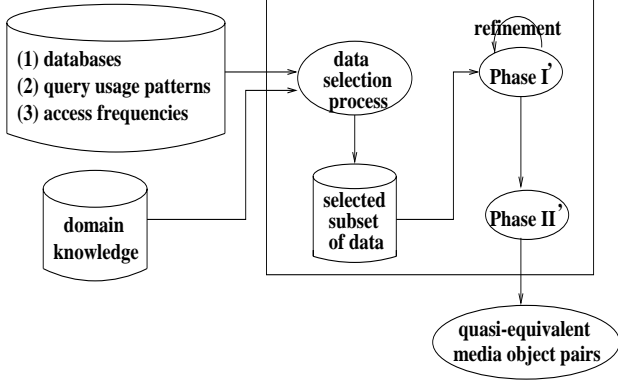 (1) databases
(2) query usage patterns
(3) access frequencies
domain
knowledge
data
selection
process
selected
subset
of data
refinement
Phase I'
Phase II'
quasi-equivalent
media object pairs